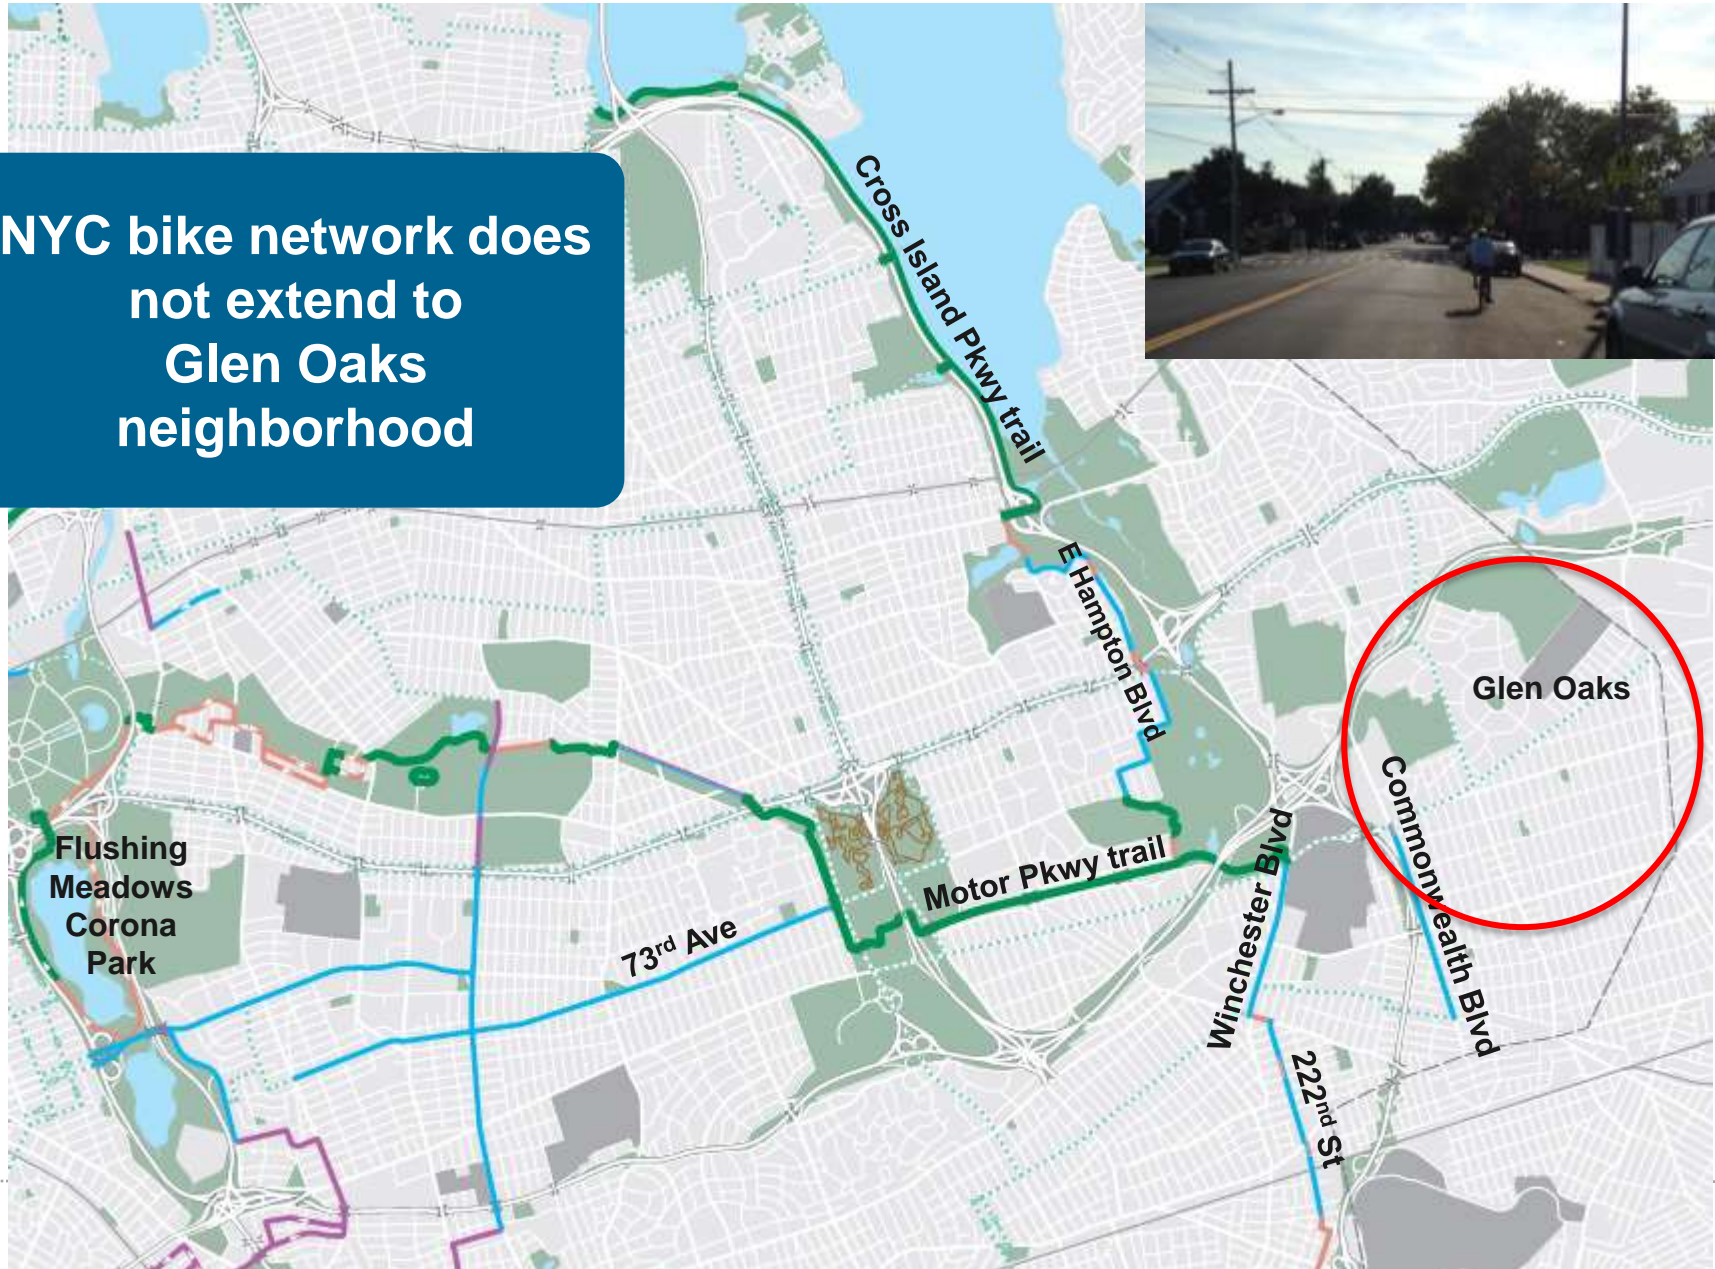 NYC bike network does
not extend to
Glen Oaks
neighborhood
Cross Island Pkwy trail
E Hampton Blvd
Glen Oaks
Commonwealth Blvd
Winchester Blvd
Motor Pkwy trail
73rd Ave
222nd St
Flushing
Meadows
Corona
Park